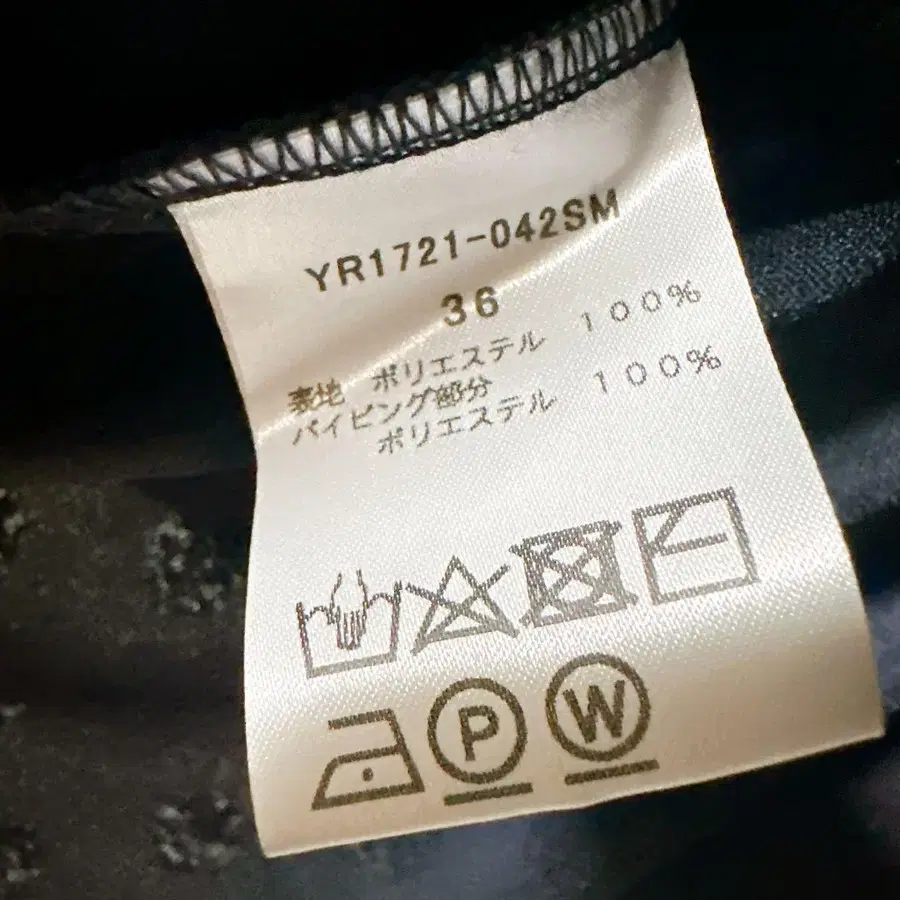 YR1721-042SM
36
表地 ポリエステル 100%
パイピング部分
ポリエステル 100%
P W